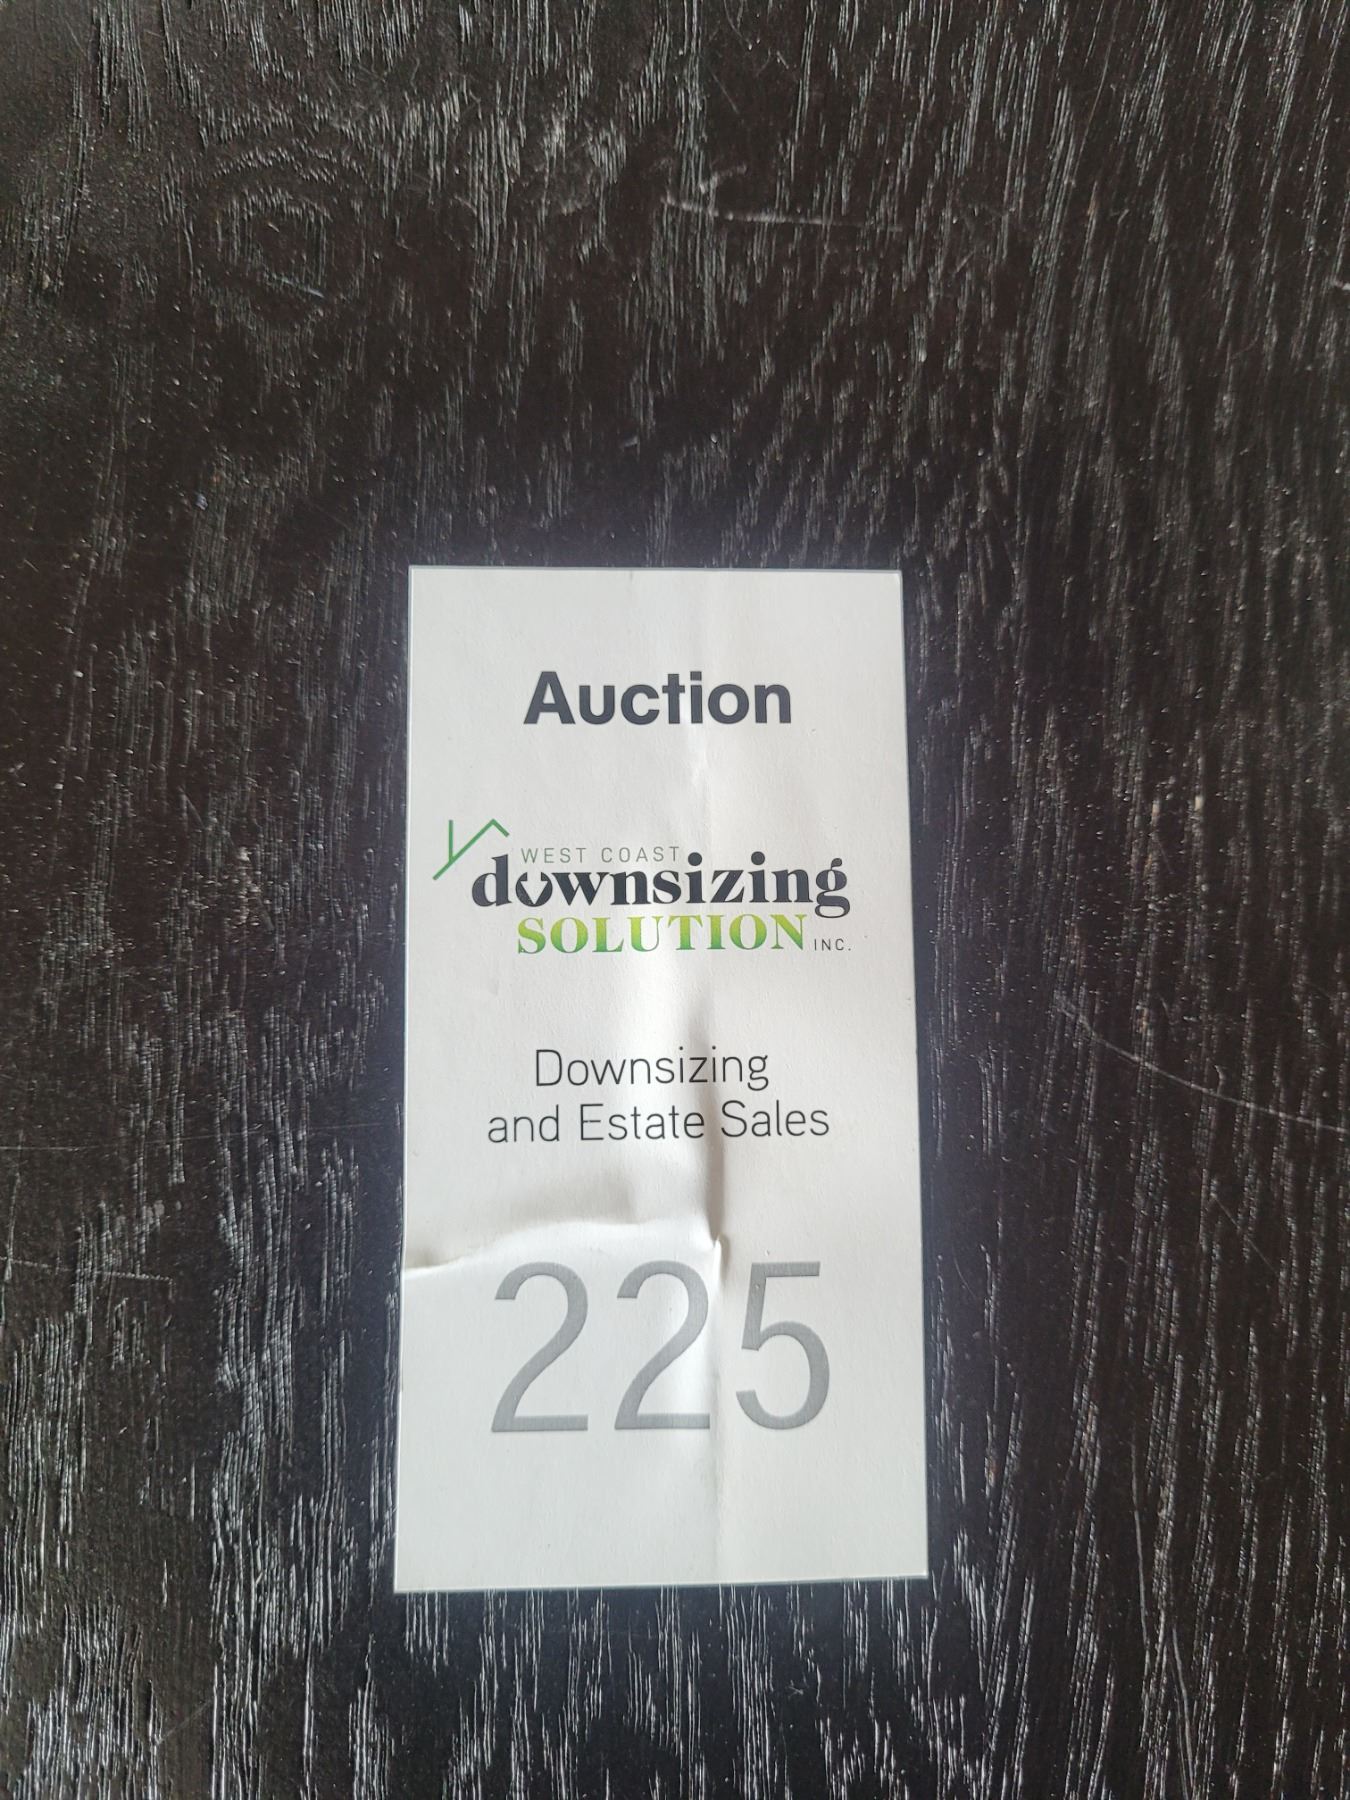 Auction
WEST COAST
downsizing
SOLUTION INC.
Downsizing
and Estate Sales
225